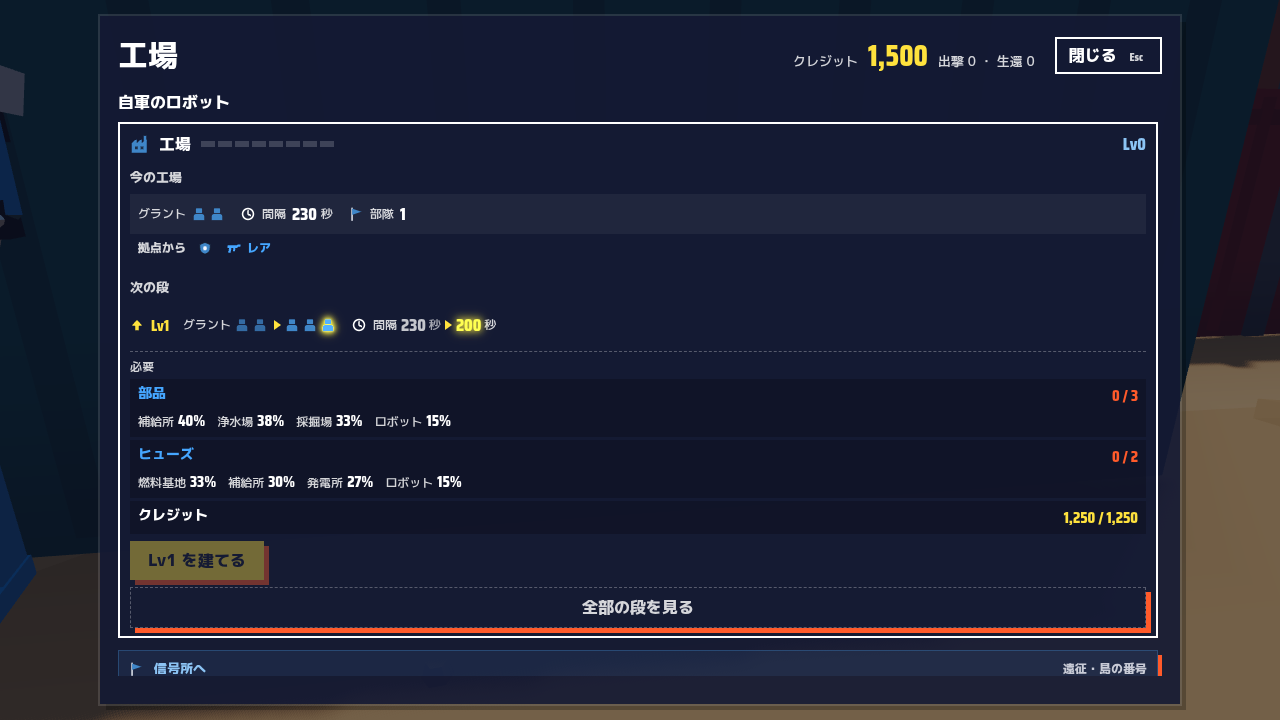 工場
クレジット 1,500 出撃 0 · 生還 0
閉じる Esc
自軍のロボット
工場
Lv0
今の工場
グラント 間隔 230 秒 部隊 1
拠点から レア
次の段
Lv1 グラント 間隔 230 秒 200 秒
必要
部品
0 / 3
補給所 40% 浄水場 38% 採掘場 33% ロボット 15%
ヒューズ
0 / 2
燃料基地 33% 補給所 30% 発電所 27% ロボット 15%
クレジット
1,250 / 1,250
Lv1 を建てる
全部の段を見る
信号所へ
遠征・島の番号